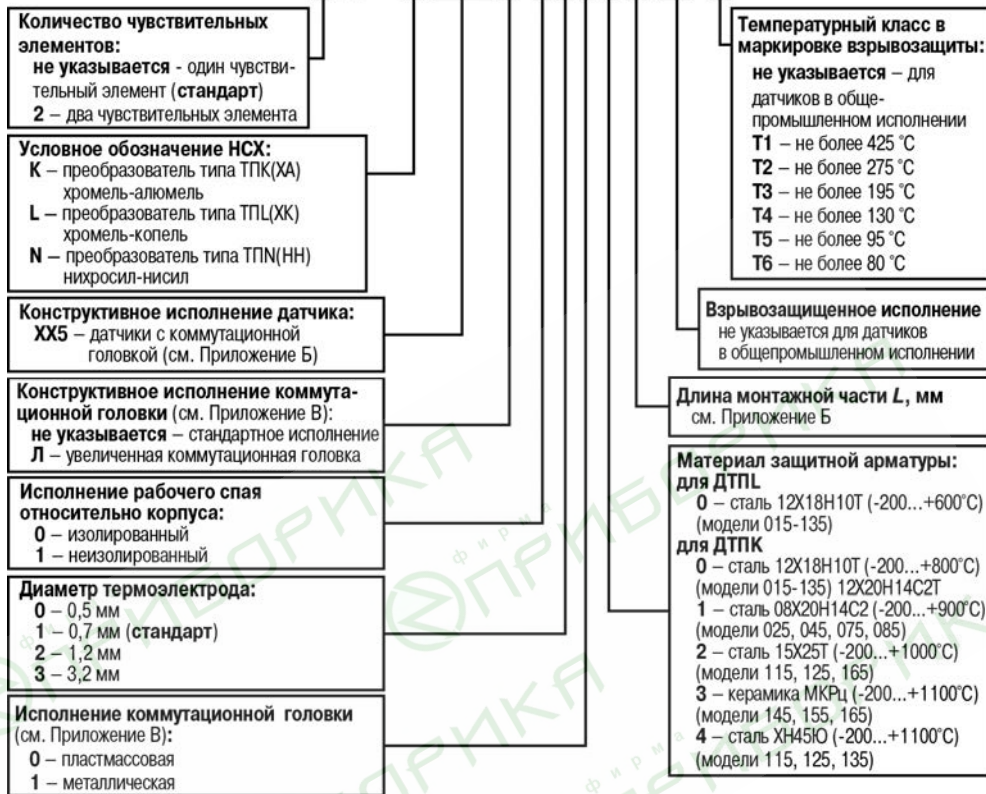 Количество чувствительных
элементов:
не указывается - один чувстви-
тельный элемент (стандарт)
2 – два чувствительных элемента
Условное обозначение НСХ:
K – преобразователь типа ТПK(ХА)
хромель-алюмель
L – преобразователь типа ТПL(ХК)
хромель-копель
N – преобразователь типа ТПN(НН)
нихросил-нисил
Конструктивное исполнение датчика:
XX5 – датчики с коммутационной
головкой (см. Приложение Б)
Конструктивное исполнение коммута-
ционной головки (см. Приложение В):
не указывается – стандартное исполнение
Л – увеличенная коммутационная головка
Исполнение рабочего спая
относительно корпуса:
0 – изолированный
1 – неизолированный
Диаметр термоэлектрода:
0 – 0,5 мм
1 – 0,7 мм (стандарт)
2 – 1,2 мм
3 – 3,2 мм
Исполнение коммутационной головки
(см. Приложение В):
0 – пластмассовая
1 – металлическая
Температурный класс в
маркировке взрывозащиты:
не указывается – для
датчиков в обще-
промышленном исполнении
T1 – не более 425 °C
T2 – не более 275 °C
T3 – не более 195 °C
T4 – не более 130 °C
T5 – не более 95 °C
T6 – не более 80 °C
Взрывозащищенное исполнение
не указывается для датчиков
в общепромышленном исполнении
Длина монтажной части L, мм
см. Приложение Б
Материал защитной арматуры:
для ДТПL
0 – сталь 12Х18Н10Т (-200...+600°C)
(модели 015-135)
для ДТПК
0 – сталь 12Х18Н10Т (-200...+800°C)
(модели 015-135) 12Х20Н14С2Т
1 – сталь 08Х20Н14С2 (-200...+900°C)
(модели 025, 045, 075, 085)
2 – сталь 15Х25Т (-200...+1000°C)
(модели 115, 125, 165)
3 – керамика МКРц (-200...+1100°C)
(модели 145, 155, 165)
4 – сталь ХН45Ю (-200...+1100°C)
(модели 115, 125, 135)
фирма
ПРИБОРИКА